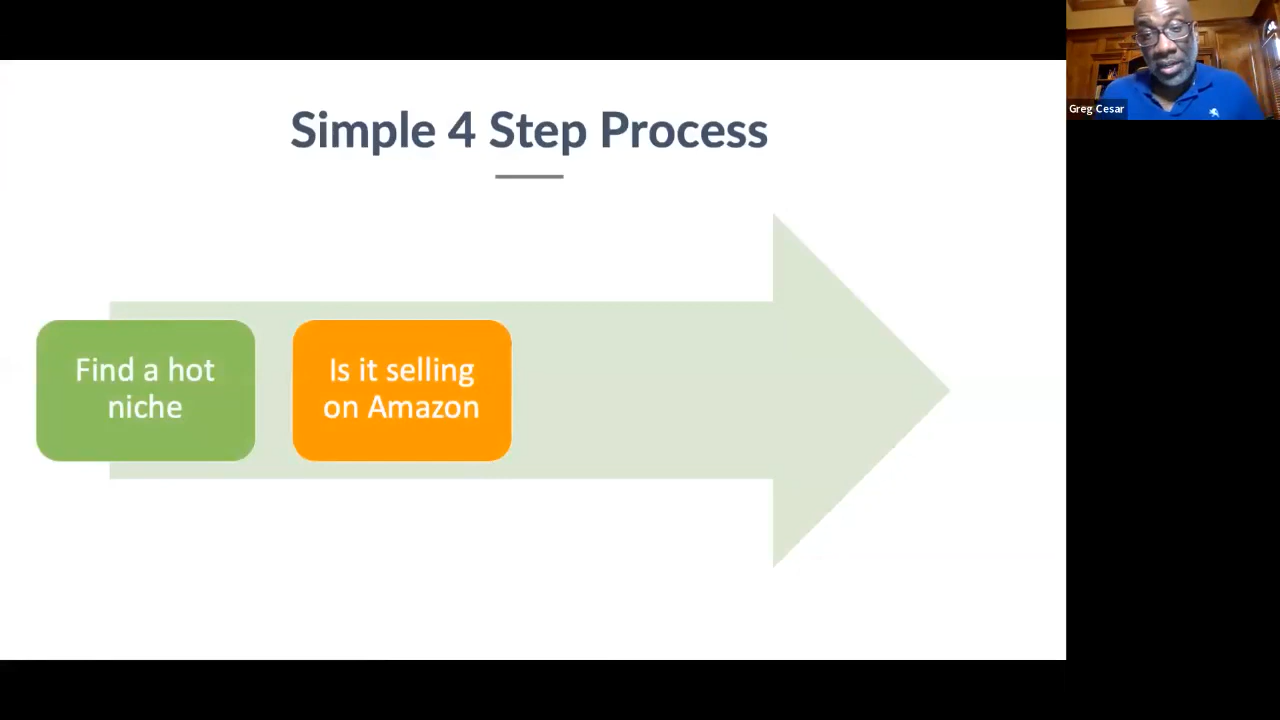 Simple 4 Step Process
Find a hot
niche
Is it selling
on Amazon
Greg Cesar